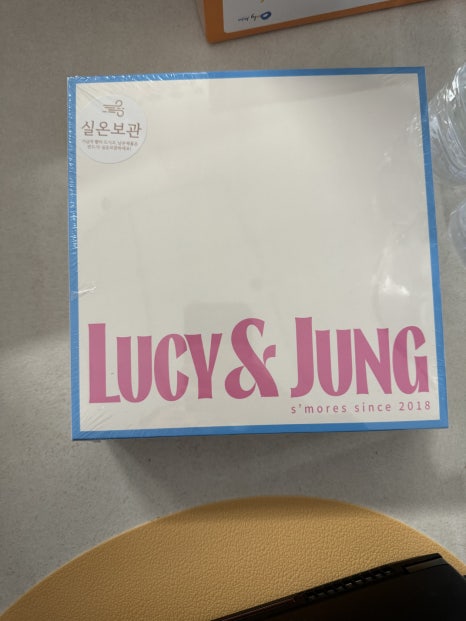 실온보관
LUCY & JUNG
s'mores since 2018